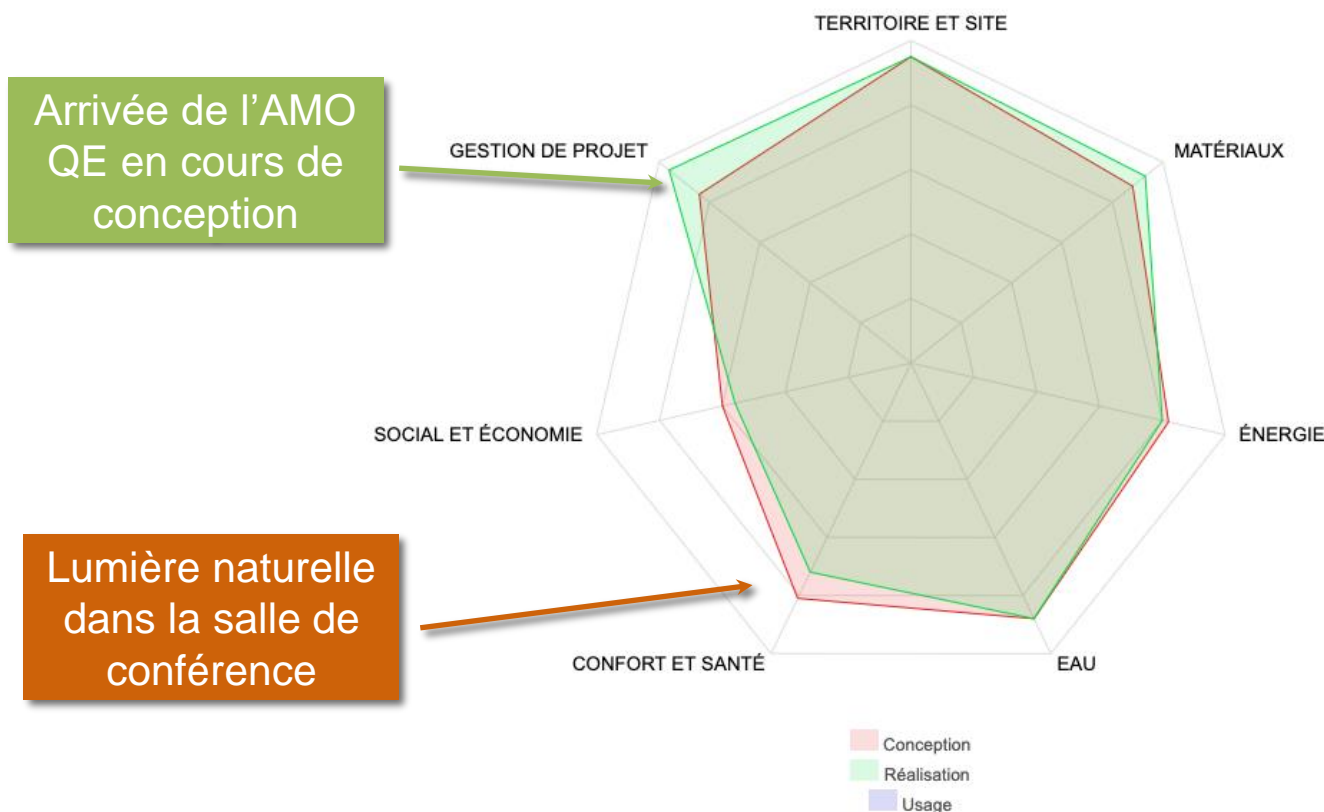 TERRITOIRE ET SITE
Arrivée de l'AMO
QE en cours de
conception
GESTION DE PROJET
MATÉRIAUX
SOCIAL ET ÉCONOMIE
ÉNERGIE
Lumière naturelle
dans la salle de
conférence
CONFORT ET SANTÉ
EAU
Conception
Réalisation
Usage